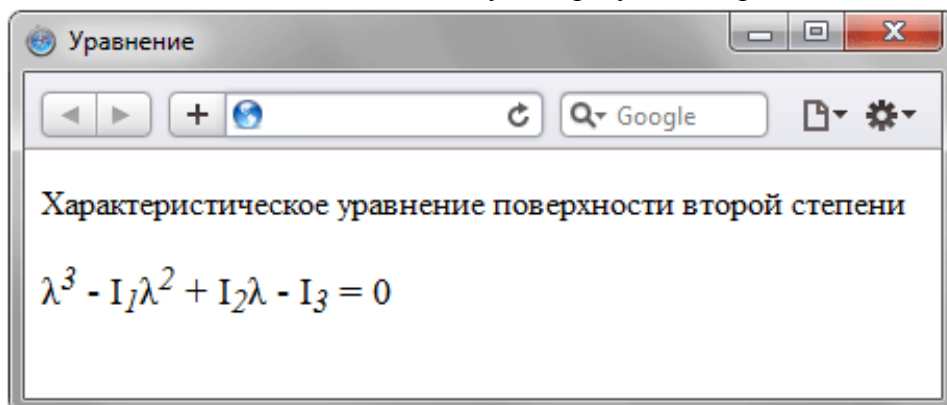 Уравнение
Google
Характеристическое уравнение поверхности второй степени
λ³ - I₁λ² + I₂λ - I₃ = 0